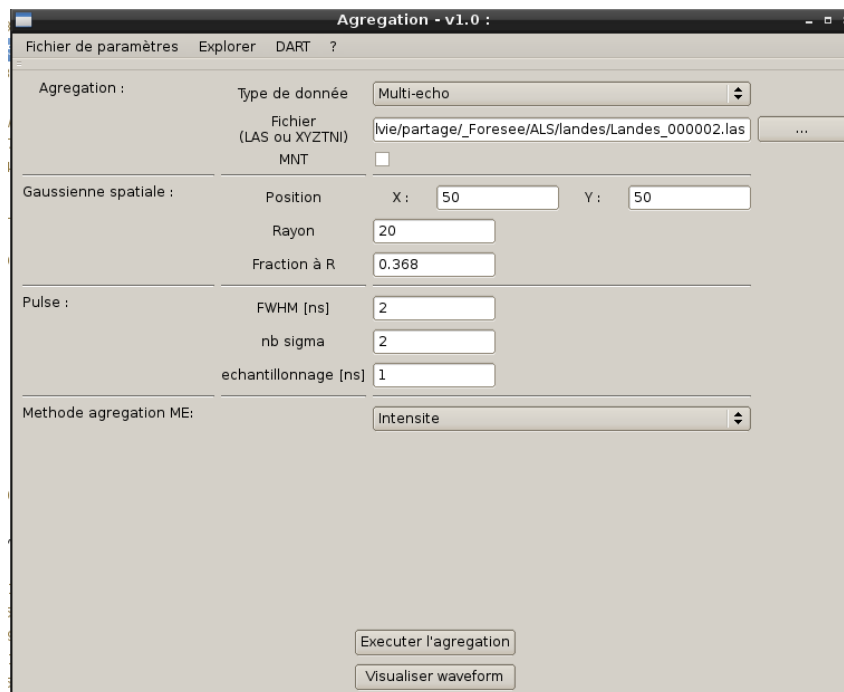 Agregation - v1.0 :
Fichier de paramètres Explorer DART ?
Agregation :
Type de donnée Multi-echo
Fichier
(LAS ou XYZTNI) lvie/partage/_Foresee/ALS/landes/Landes_000002.las ...
MNT
Gaussienne spatiale :
Position X : 50 Y : 50
Rayon 20
Fraction à R 0.368
Pulse :
FWHM [ns] 2
nb sigma 2
echantillonnage [ns] 1
Methode agregation ME: Intensite
Executer l'agregation
Visualiser waveform